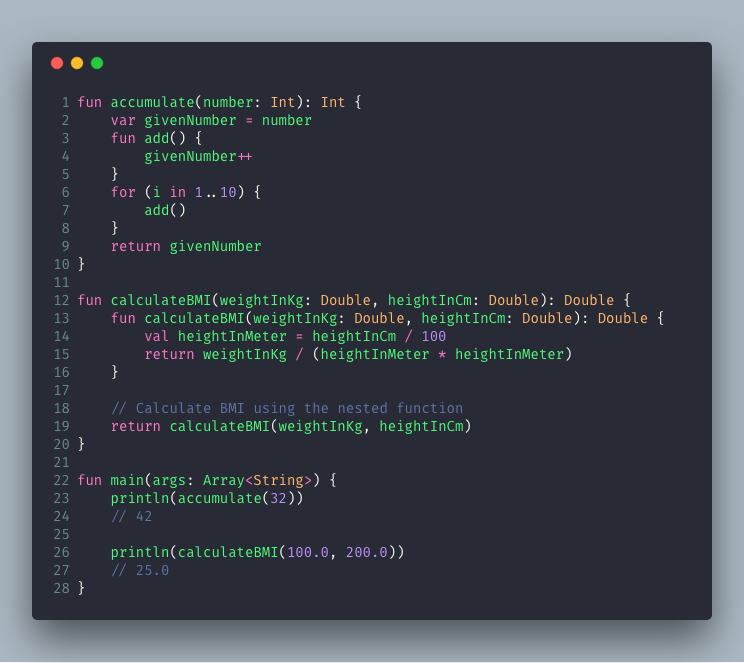 1 fun accumulate(number: Int): Int {
2     var givenNumber = number
3     fun add() {
4         givenNumber++
5     }
6     for (i in 1..10) {
7         add()
8     }
9     return givenNumber
10 }
11
12 fun calculateBMI(weightInKg: Double, heightInCm: Double): Double {
13     fun calculateBMI(weightInKg: Double, heightInCm: Double): Double {
14         val heightInMeter = heightInCm / 100
15         return weightInKg / (heightInMeter * heightInMeter)
16     }
17
18     // Calculate BMI using the nested function
19     return calculateBMI(weightInKg, heightInCm)
20 }
21
22 fun main(args: Array<String>) {
23     println(accumulate(32))
24     // 42
25
26     println(calculateBMI(100.0, 200.0))
27     // 25.0
28 }